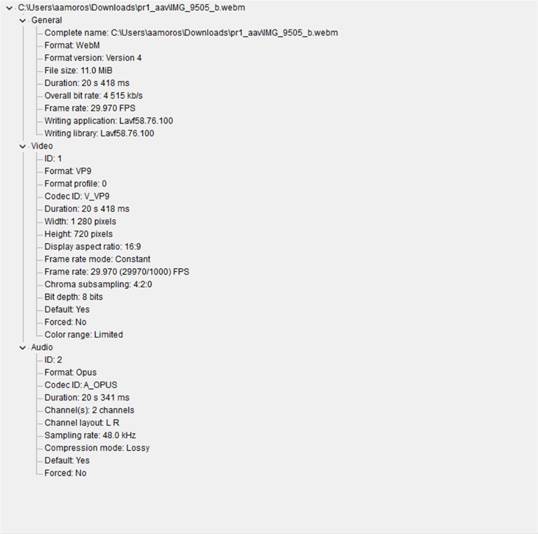 C:\Users\aamoros\Downloads\pr1_aav\IMG_9505_b.webm
General
Complete name: C:\Users\aamoros\Downloads\pr1_aav\IMG_9505_b.webm
Format: WebM
Format version: Version 4
File size: 11.0 MiB
Duration: 20 s 418 ms
Overall bit rate: 4 515 kb/s
Frame rate: 29.970 FPS
Writing application: Lavf58.76.100
Writing library: Lavf58.76.100
Video
ID: 1
Format: VP9
Format profile: 0
Codec ID: V_VP9
Duration: 20 s 418 ms
Width: 1 280 pixels
Height: 720 pixels
Display aspect ratio: 16:9
Frame rate mode: Constant
Frame rate: 29.970 (29970/1000) FPS
Chroma subsampling: 4:2:0
Bit depth: 8 bits
Default: Yes
Forced: No
Color range: Limited
Audio
ID: 2
Format: Opus
Codec ID: A_OPUS
Duration: 20 s 341 ms
Channel(s): 2 channels
Channel layout: L R
Sampling rate: 48.0 kHz
Compression mode: Lossy
Default: Yes
Forced: No